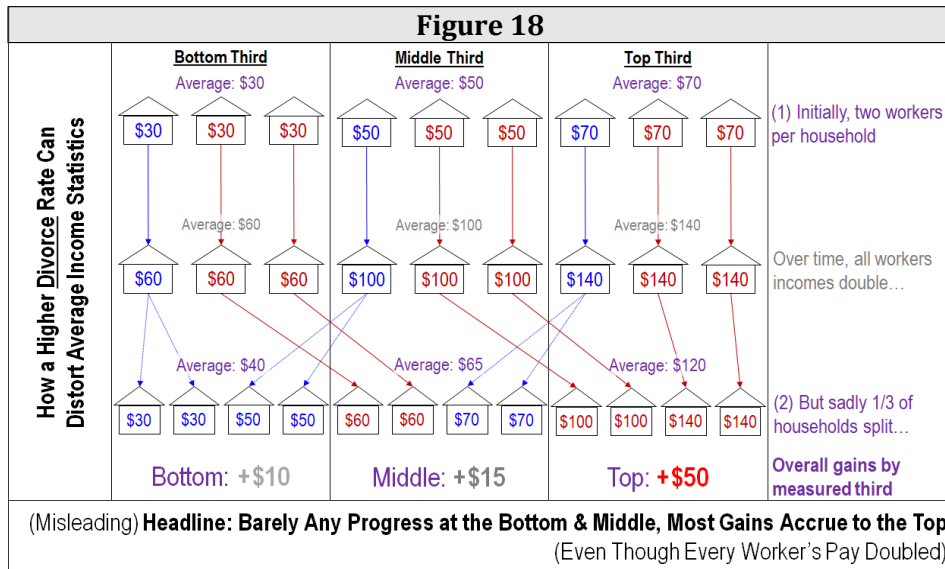 Figure 18
How a Higher Divorce Rate Can
Distort Average Income Statistics
Bottom Third
Middle Third
Top Third
Average: $30
Average: $50
Average: $70
$30 $30 $30 $50 $50 $50 $70 $70 $70
(1) Initially, two workers
per household
Average: $60
Average: $100
Average: $140
$60 $60 $60 $100 $100 $100 $140 $140 $140
Over time, all workers
incomes double…
Average: $40
Average: $65
Average: $120
$30 $30 $50 $50 $60 $60 $70 $70 $100 $100 $140 $140
(2) But sadly 1/3 of
households split…
Bottom: +$10
Middle: +$15
Top: +$50
Overall gains by
measured third
(Misleading) Headline: Barely Any Progress at the Bottom & Middle, Most Gains Accrue to the Top
(Even Though Every Worker's Pay Doubled)